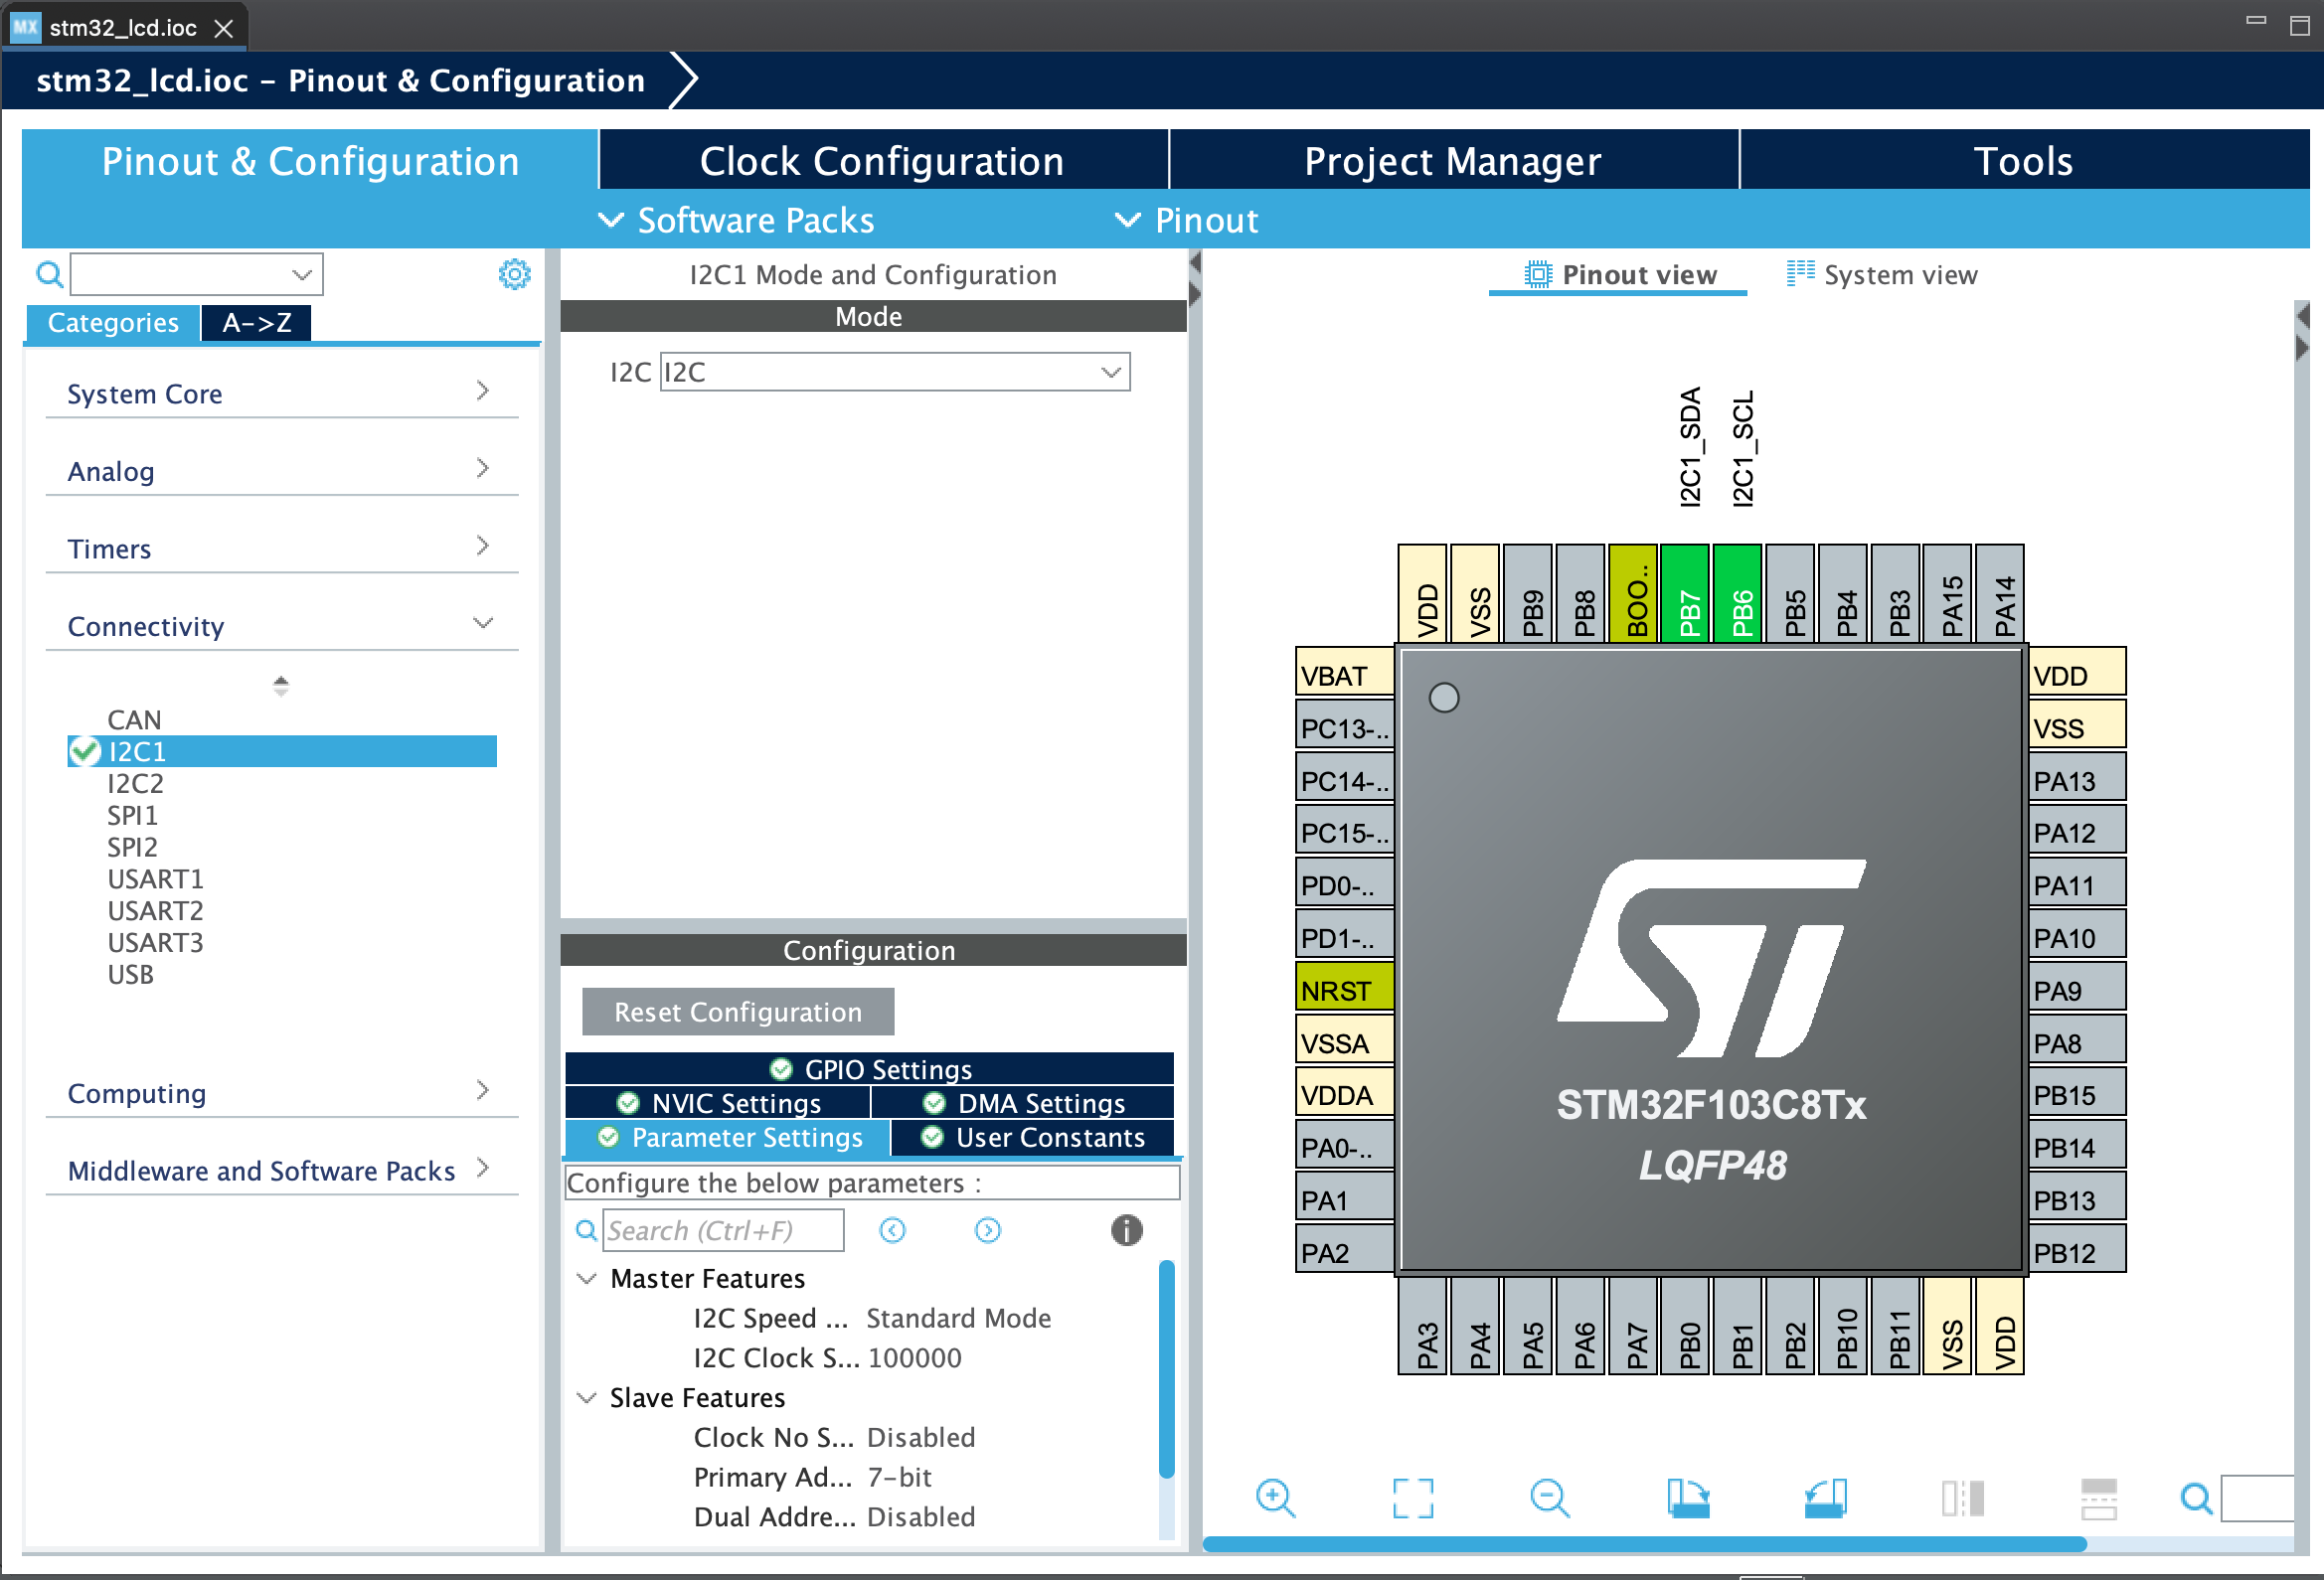 MX stm32_lcd.ioc
stm32_lcd.ioc – Pinout & Configuration
Pinout & Configuration
Clock Configuration
Project Manager
Tools
Software Packs
Pinout
Categories
A->Z
System Core
Analog
Timers
Connectivity
CAN
I2C1
I2C2
SPI1
SPI2
USART1
USART2
USART3
USB
Computing
Middleware and Software Packs
I2C1 Mode and Configuration
Mode
I2C I2C
Configuration
Reset Configuration
GPIO Settings
NVIC Settings
DMA Settings
Parameter Settings
User Constants
Configure the below parameters :
Search (Ctrl+F)
i
Master Features
I2C Speed ... Standard Mode
I2C Clock S... 100000
Slave Features
Clock No S... Disabled
Primary Ad... 7-bit
Dual Addre... Disabled
Pinout view
System view
I2C1_SDA
I2C1_SCL
VDD
VSS
PB9
PB8
BOO..
PB7
PB6
PB5
PB4
PB3
PA15
PA14
VBAT
PC13-..
PC14-..
PC15-..
PD0-..
PD1-..
NRST
VSSA
VDDA
PA0-..
PA1
PA2
ST
STM32F103C8Tx
LQFP48
VDD
VSS
PA13
PA12
PA11
PA10
PA9
PA8
PB15
PB14
PB13
PB12
PA3
PA4
PA5
PA6
PA7
PB0
PB1
PB2
PB10
PB11
VSS
VDD